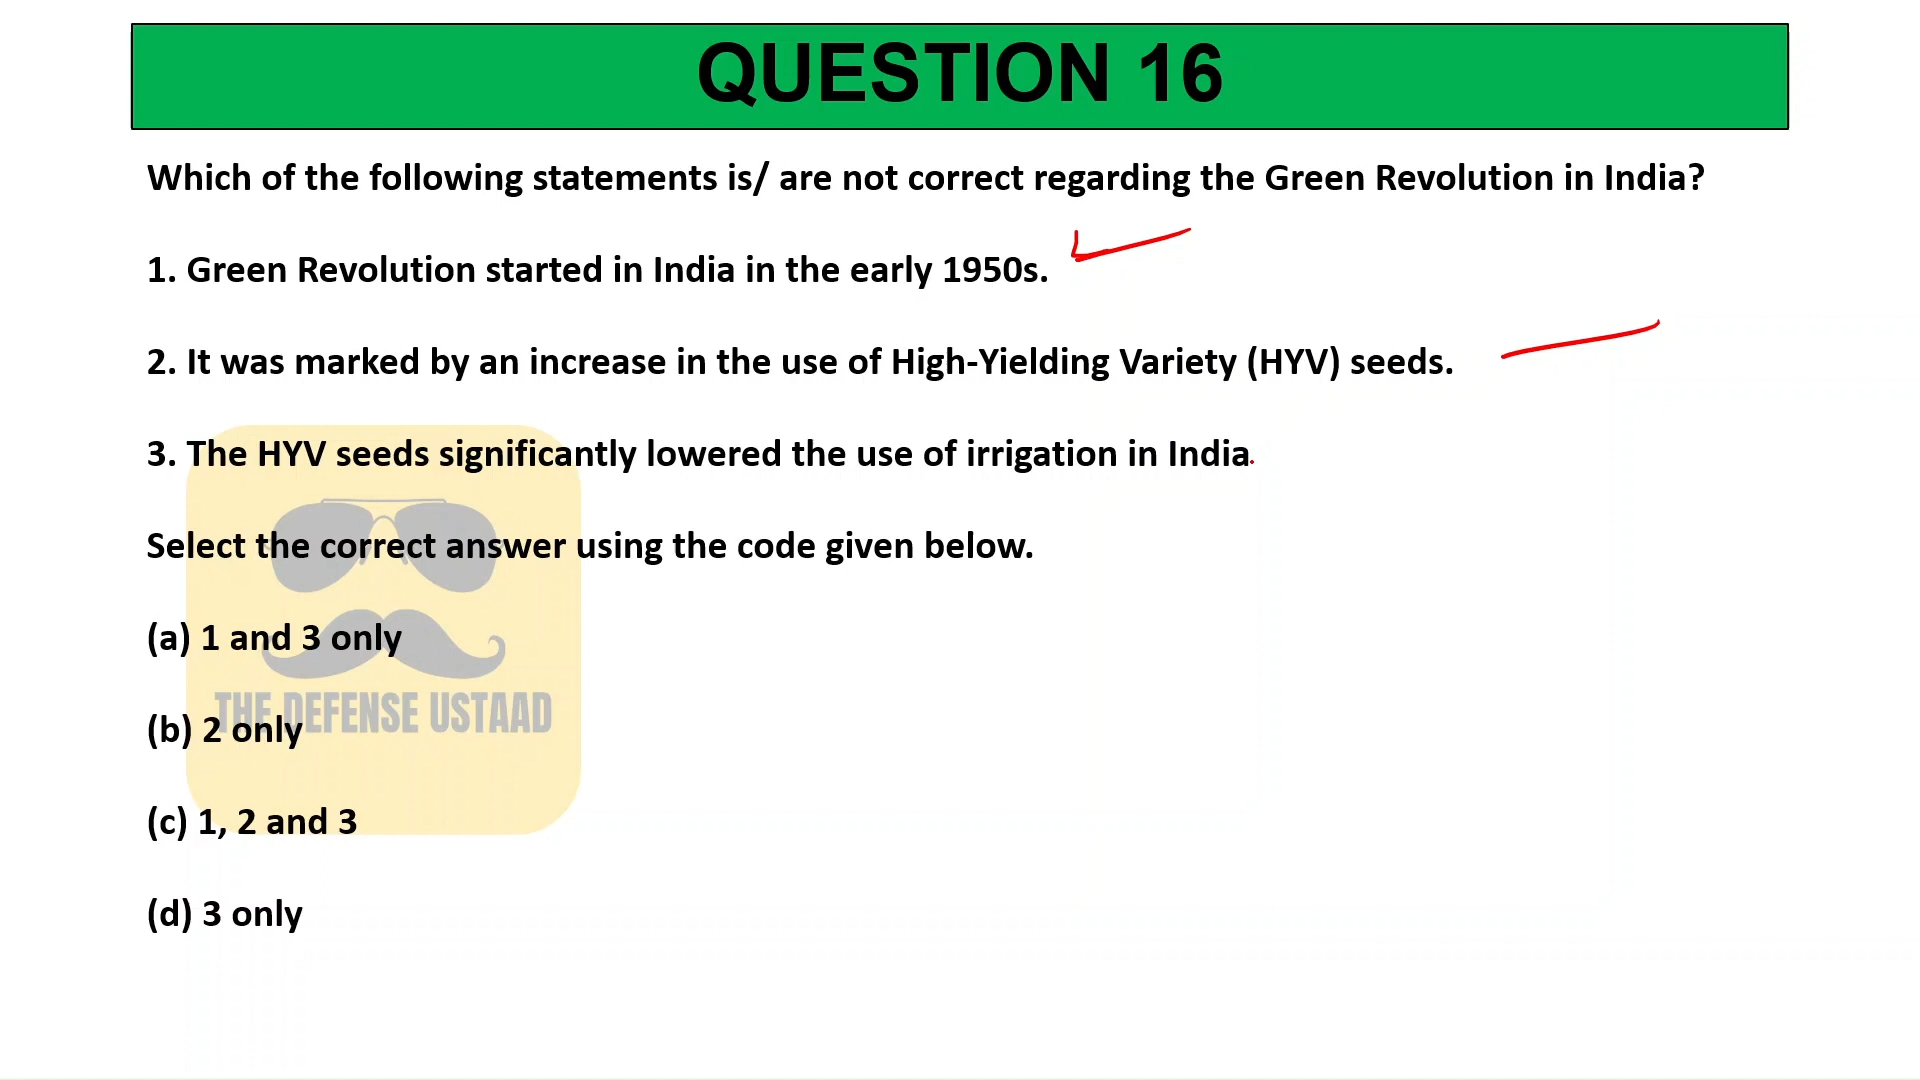 QUESTION 16
Which of the following statements is/ are not correct regarding the Green Revolution in India?
1. Green Revolution started in India in the early 1950s.
2. It was marked by an increase in the use of High-Yielding Variety (HYV) seeds.
3. The HYV seeds significantly lowered the use of irrigation in India.
Select the correct answer using the code given below.
(a) 1 and 3 only
THE DEFENSE USTAAD
(b) 2 only
(c) 1, 2 and 3
(d) 3 only